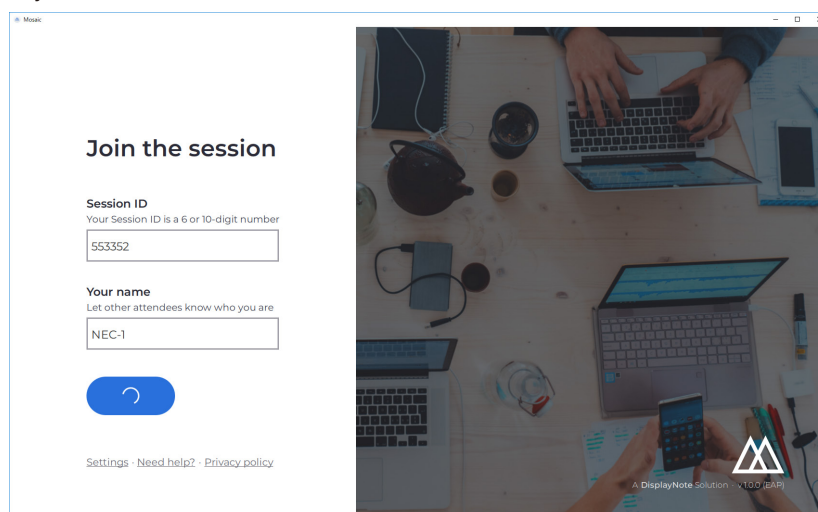 Mosaic
Join the session
Session ID
Your Session ID is a 6 or 10-digit number
553352
Your name
Let other attendees know who you are
NEC-1
Settings · Need help? · Privacy policy
A DisplayNote Solution - v1.0.0 (EAP)